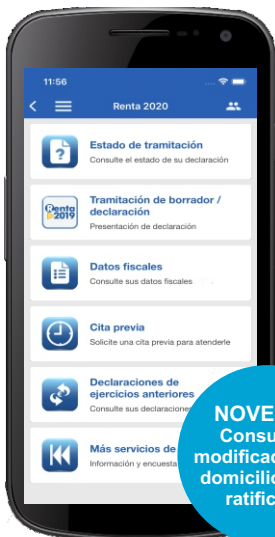 11:56
Renta 2020
Estado de tramitación
Consulte el estado de su declaración
Renta
2019
Tramitación de borrador /
declaración
Presentación de declaración
Datos fiscales
Consulte sus datos fiscales
Cita previa
Solicite una cita previa para atenderle
Declaraciones de
ejercicios anteriores
Consulte sus declaracione
Más servicios de
Información y encuesta
NOVE
Consu
modificac
domicilio
ratific